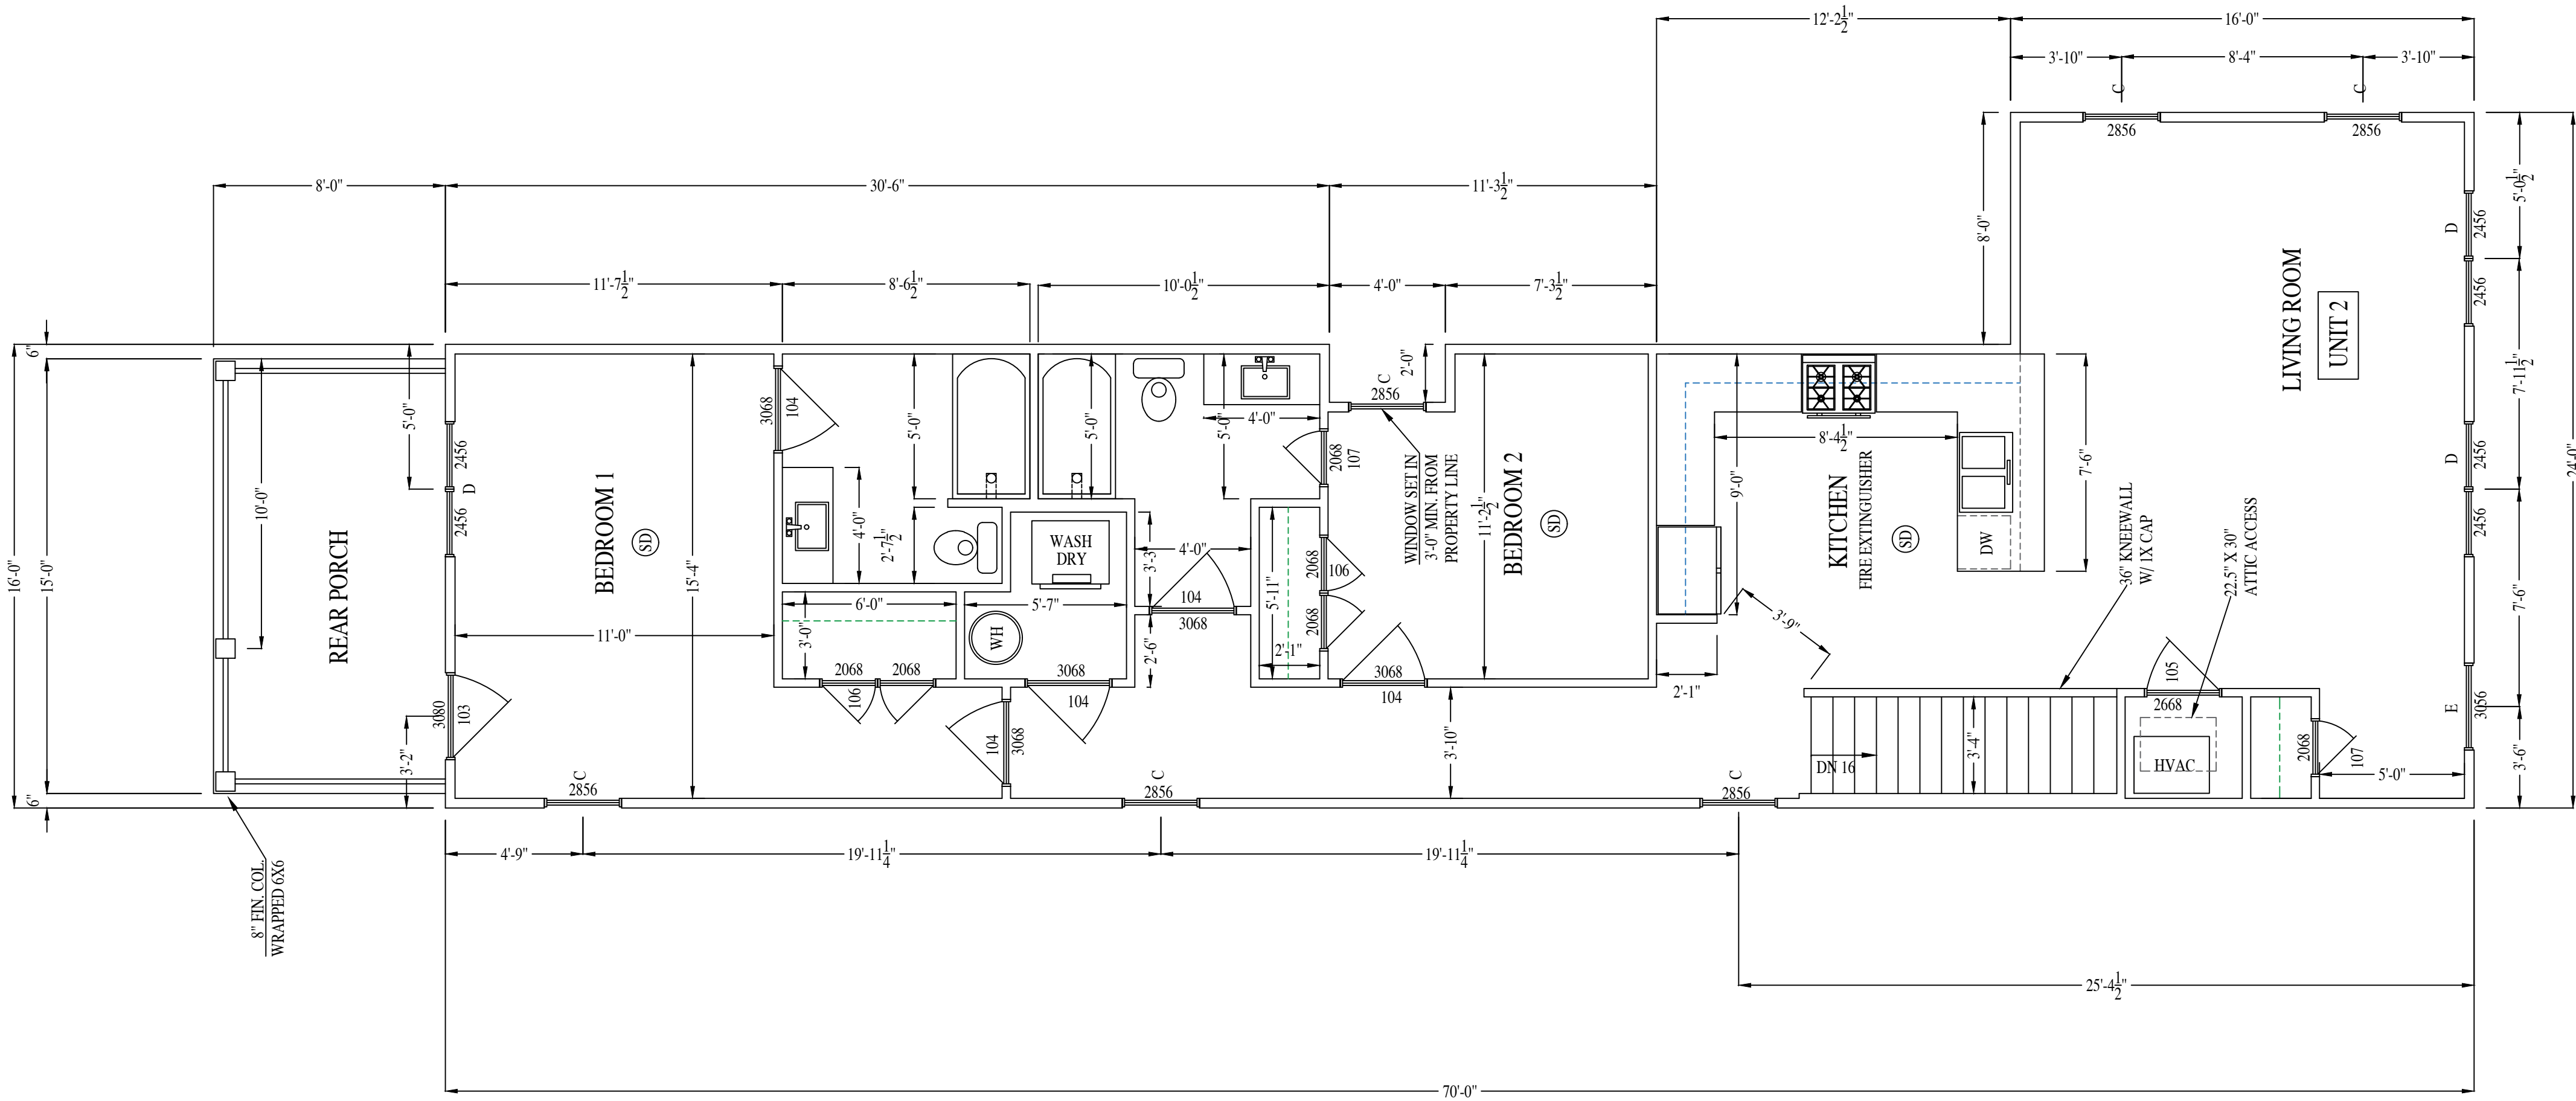 12'-2 1/2"
16'-0"
3'-10"
8'-4"
3'-10"
C
C
2856
2856
8'-0"
30'-6"
11'-3 1/2"
11'-7 1/2"
8'-6 1/2"
10'-0 1/2"
4'-0"
7'-3 1/2"
8'-0"
6"
16'-0"
15'-0"
6"
10'-0"
REAR PORCH
8" FIN. COL.
WRAPPED 6X6
5'-0"
2456
D
2456
3080
103
3'-2"
BEDROOM 1
SD
11'-0"
15'-4"
C
2856
3068
104
4'-0"
5'-0"
2'-7 1/2"
6'-0"
3'-0"
2068
2068
106
5'-0"
WASH
DRY
WH
5'-7"
3068
104
104
3068
5'-0"
4'-0"
3'-3"
4'-0"
104
3068
2'-6"
2068
107
5'-11"
2'-1"
2068
106
2068
C
2856
2'-0"
WINDOW SET IN
3'-0" MIN. FROM
PROPERTY LINE
11'-2 1/2"
BEDROOM 2
SD
3068
104
3'-10"
C
2856
9'-0"
8'-4 1/2"
KITCHEN
FIRE EXTINGUISHER
SD
DW
7'-6"
3'-9"
2'-1"
C
2856
DN 16
3'-4"
36" KNEWALL
W/ 1X CAP
22.5" X 30"
ATTIC ACCESS
105
2668
HVAC
2068
107
5'-0"
LIVING ROOM
UNIT 2
D
2456
2456
D
2456
2456
E
3056
5'-0 1/2"
7'-11 1/2"
7'-6"
3'-6"
24'-0"
4'-9"
19'-11 1/4"
19'-11 1/4"
25'-4 1/2"
70'-0"